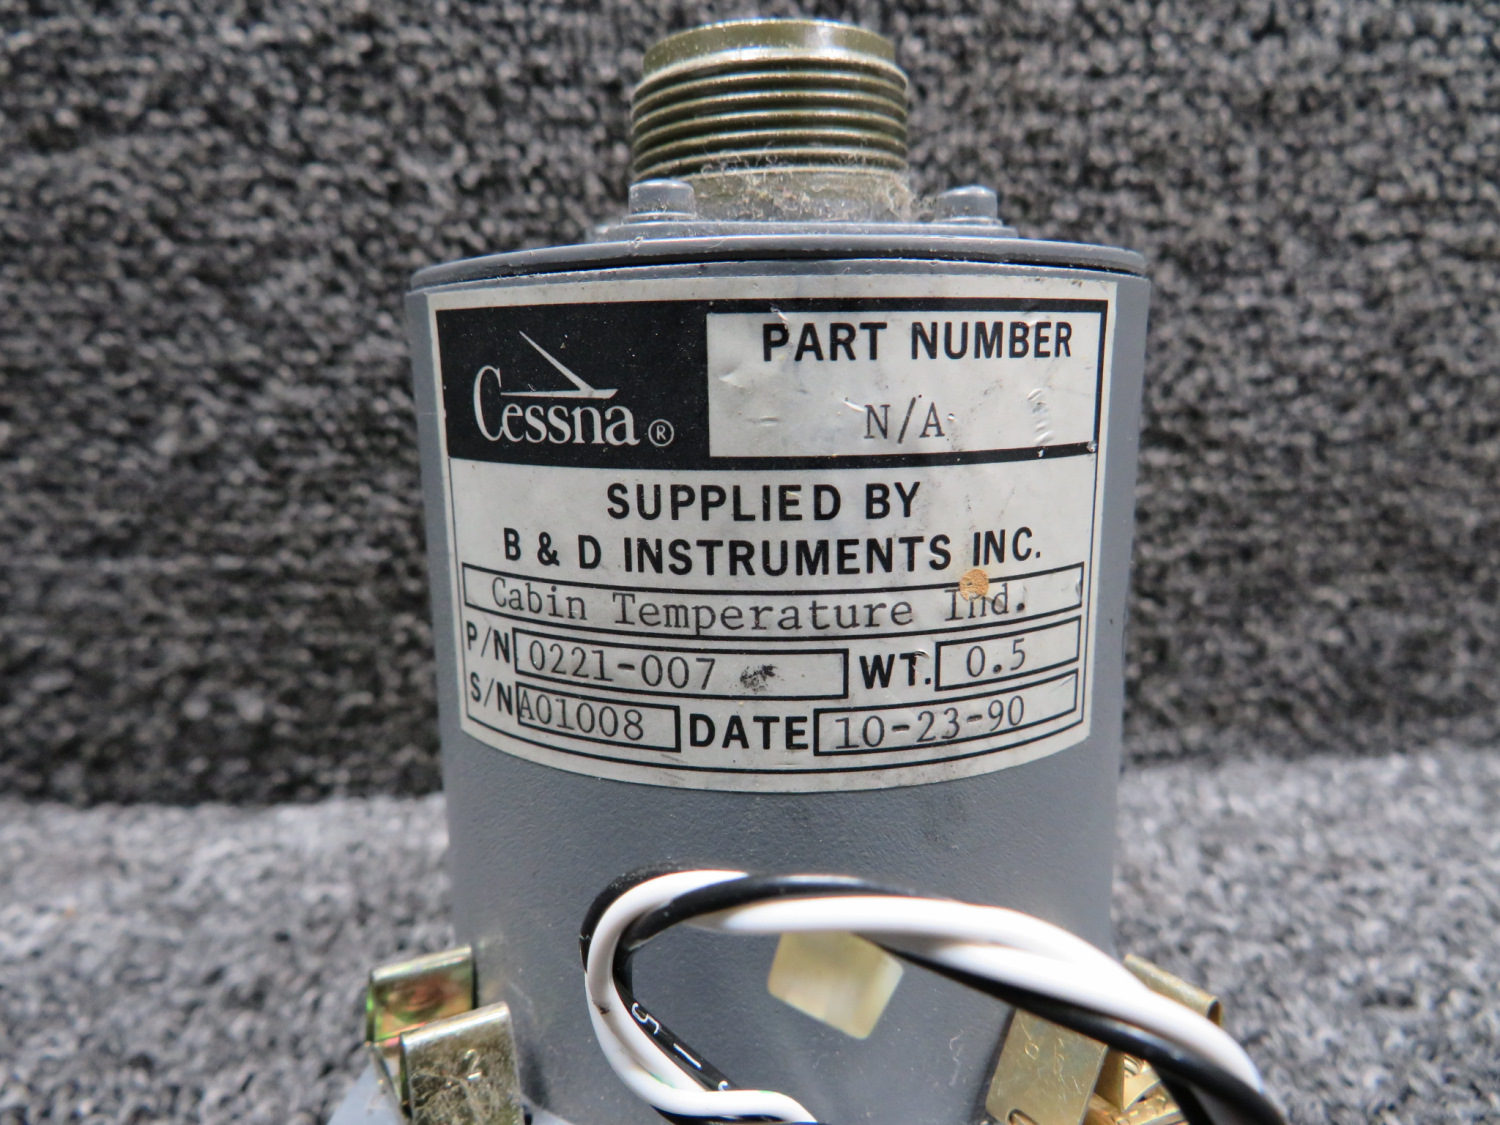 Cessna®
PART NUMBER
N/A
SUPPLIED BY
B & D INSTRUMENTS INC.
Cabin Temperature Ind.
P/N 0221-007 WT. 0.5
S/N A01008 DATE 10-23-90